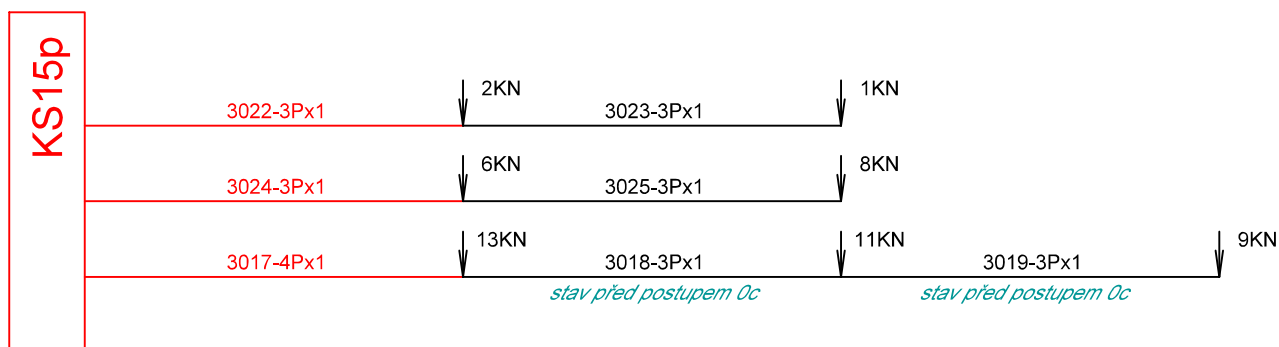 KS15p
2KN
1KN
3022-3Px1
3023-3Px1
6KN
8KN
3024-3Px1
3025-3Px1
13KN
11KN
9KN
3017-4Px1
3018-3Px1
3019-3Px1
stav před postupem 0c
stav před postupem 0c